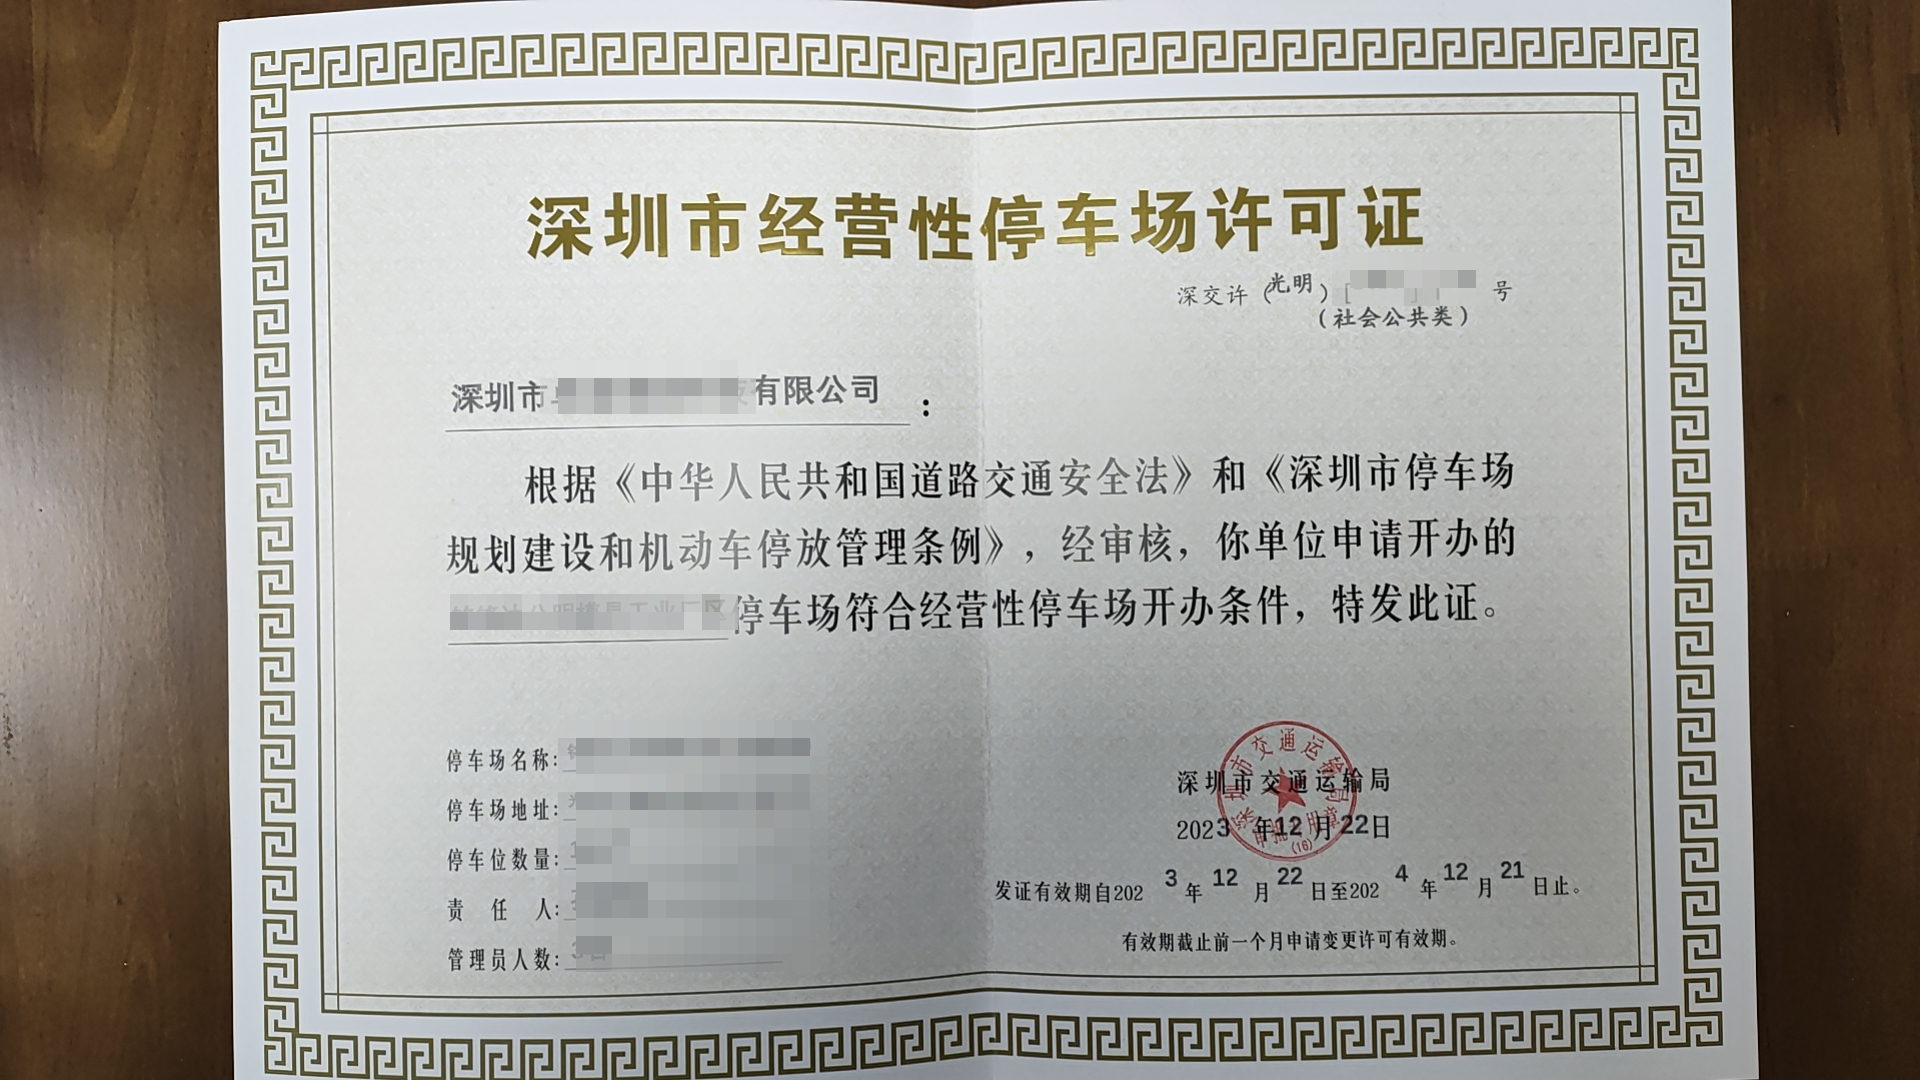 深圳市经营性停车场许可证
深交许（光明）[ ] 号
（社会公共类）
深圳市 有限公司：
根据《中华人民共和国道路交通安全法》和《深圳市停车场
规划建设和机动车停放管理条例》，经审核，你单位申请开办的
停车场符合经营性停车场开办条件，特发此证。
停车场名称：
停车场地址：
停车位数量：
责任人：
管理员人数：
深圳市交通运输局
2023年12月22日
发证有效期自2023年12月22日至2024年12月21日止。
有效期截止前一个月申请变更许可有效期。
深圳市交通运输局
(16)